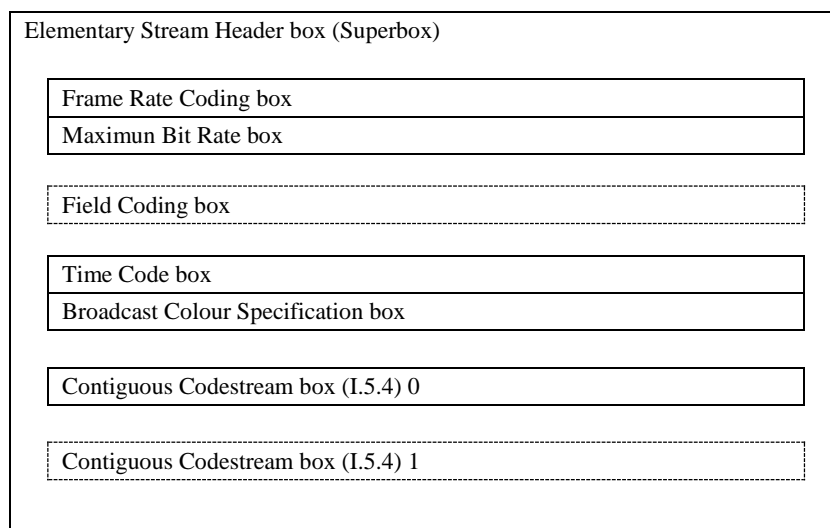 Elementary Stream Header box (Superbox)
Frame Rate Coding box
Maximun Bit Rate box
Field Coding box
Time Code box
Broadcast Colour Specification box
Contiguous Codestream box (I.5.4) 0
Contiguous Codestream box (I.5.4) 1